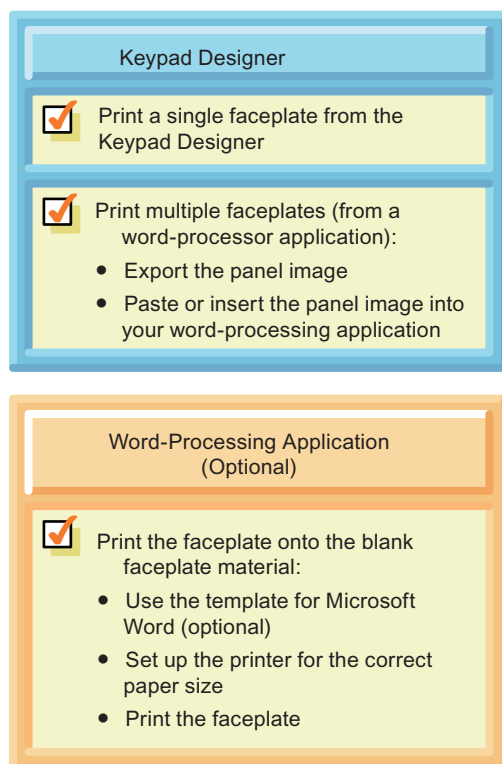 Keypad Designer
Print a single faceplate from the
Keypad Designer
Print multiple faceplates (from a
word-processor application):
• Export the panel image
• Paste or insert the panel image into
your word-processing application
Word-Processing Application
(Optional)
Print the faceplate onto the blank
faceplate material:
• Use the template for Microsoft
Word (optional)
• Set up the printer for the correct
paper size
• Print the faceplate